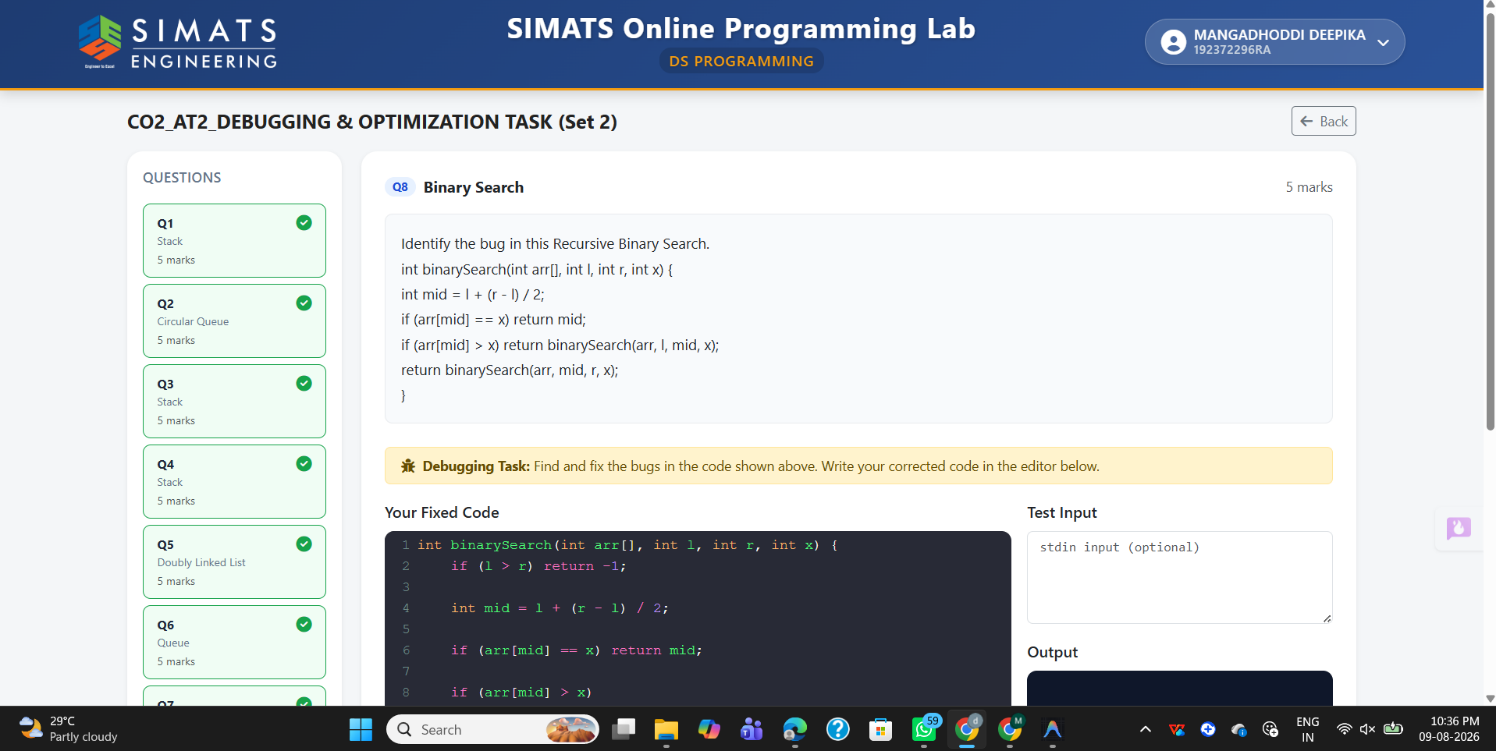 SIMATS
ENGINEERING
Engineer to Excel
SIMATS Online Programming Lab
DS PROGRAMMING
MANGADHODDI DEEPIKA
192372296RA
CO2_AT2_DEBUGGING & OPTIMIZATION TASK (Set 2)
← Back
QUESTIONS
Q1
Stack
5 marks
Q2
Circular Queue
5 marks
Q3
Stack
5 marks
Q4
Stack
5 marks
Q5
Doubly Linked List
5 marks
Q6
Queue
5 marks
Q7
Q8 Binary Search
5 marks
Identify the bug in this Recursive Binary Search.
int binarySearch(int arr[], int l, int r, int x) {
int mid = l + (r - l) / 2;
if (arr[mid] == x) return mid;
if (arr[mid] > x) return binarySearch(arr, l, mid, x);
return binarySearch(arr, mid, r, x);
}
Debugging Task: Find and fix the bugs in the code shown above. Write your corrected code in the editor below.
Your Fixed Code
1 int binarySearch(int arr[], int l, int r, int x) {
2 if (l > r) return -1;
3
4 int mid = l + (r - l) / 2;
5
6 if (arr[mid] == x) return mid;
7
8 if (arr[mid] > x)
Test Input
stdin input (optional)
Output
29°C
Partly cloudy
Search
59
d
M
ENG
IN
10:36 PM
09-08-2026